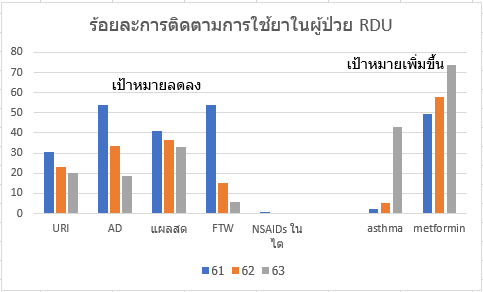 ร้อยละการติดตามการใช้ยาในผู้ป่วย RDU
80
70
60
50
40
30
20
10
0
เป้าหมายลดลง
เป้าหมายเพิ่มขึ้น
URI
AD
แผลสด
FTW
NSAIDs ใน
ไต
asthma
metformin
61
62
63